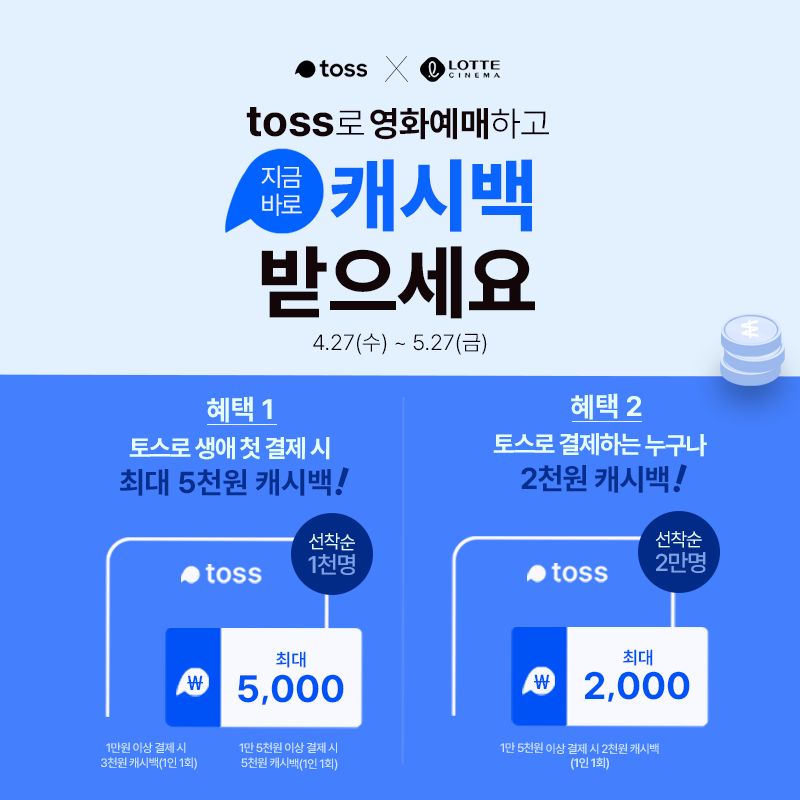 toss LOTTE CINEMA
toss로 영화예매하고
지금 바로
캐시백
받으세요
4.27(수) ~ 5.27(금)
혜택 1
토스로 생애 첫 결제 시
최대 5천원 캐시백!
선착순
1천명
toss
₩
최대
5,000
1만원 이상 결제 시
3천원 캐시백(1인 1회)
1만 5천원 이상 결제 시
5천원 캐시백(1인 1회)
혜택 2
토스로 결제하는 누구나
2천원 캐시백!
선착순
2만명
toss
₩
최대
2,000
1만 5천원 이상 결제 시 2천원 캐시백
(1인 1회)